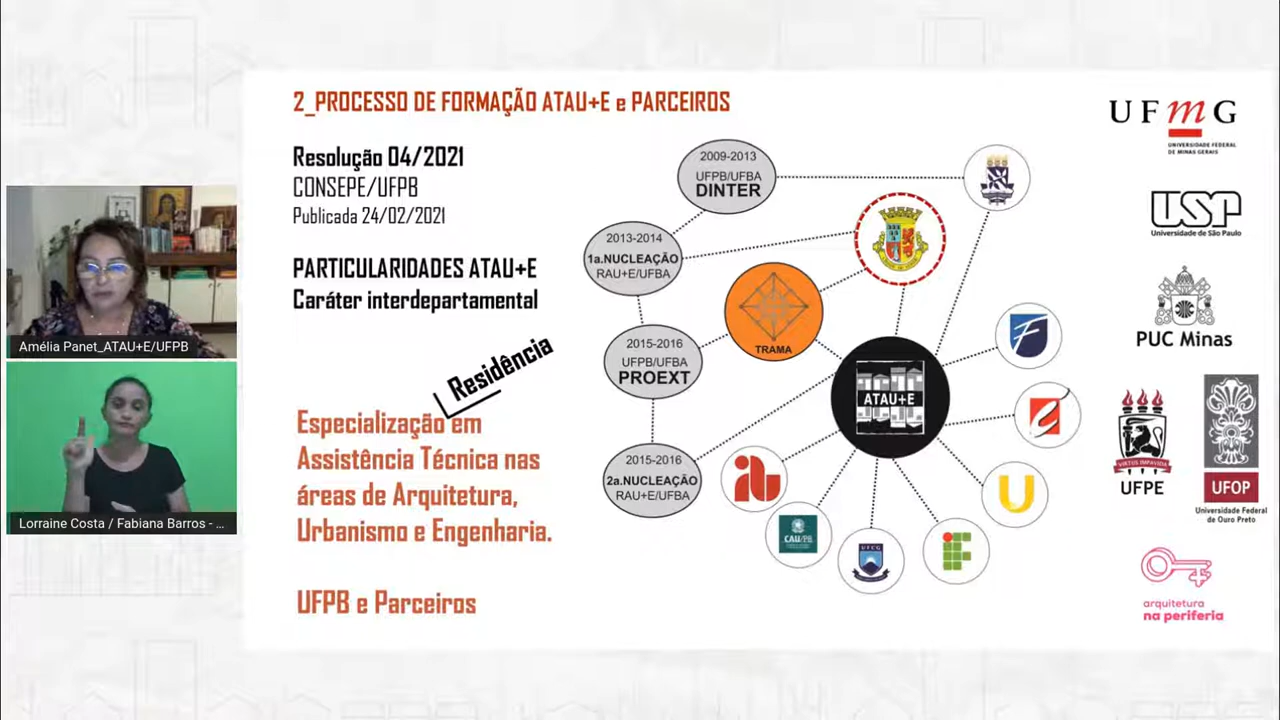 2_PROCESSO DE FORMAÇÃO ATAU+E e PARCEIROS
Resolução 04/2021
CONSEPE/UFPB
Publicada 24/02/2021
PARTICULARIDADES ATAU+E
Caráter interdepartamental
Residência
Especialização em
Assistência Técnica nas
áreas de Arquitetura,
Urbanismo e Engenharia.
UFPB e Parceiros
2009-2013
UFPB/UFBA
DINTER
2013-2014
1a.NUCLEAÇÃO
RAU+E/UFBA
2015-2016
UFPB/UFBA
PROEXT
2015-2016
2a.NUCLEAÇÃO
RAU+E/UFBA
TRAMA
ATAU+E
CAU/PB
UFCG
UFmG
UNIVERSIDADE FEDERAL
DE MINAS GERAIS
USP
Universidade de São Paulo
PUC Minas
VIRTUS IMPAVIDA
UFPE
UFOP
Universidade Federal
de Ouro Preto
arquitetura
na periferia
Amélia Panet_ATAU+E/UFPB
Lorraine Costa / Fabiana Barros - ...